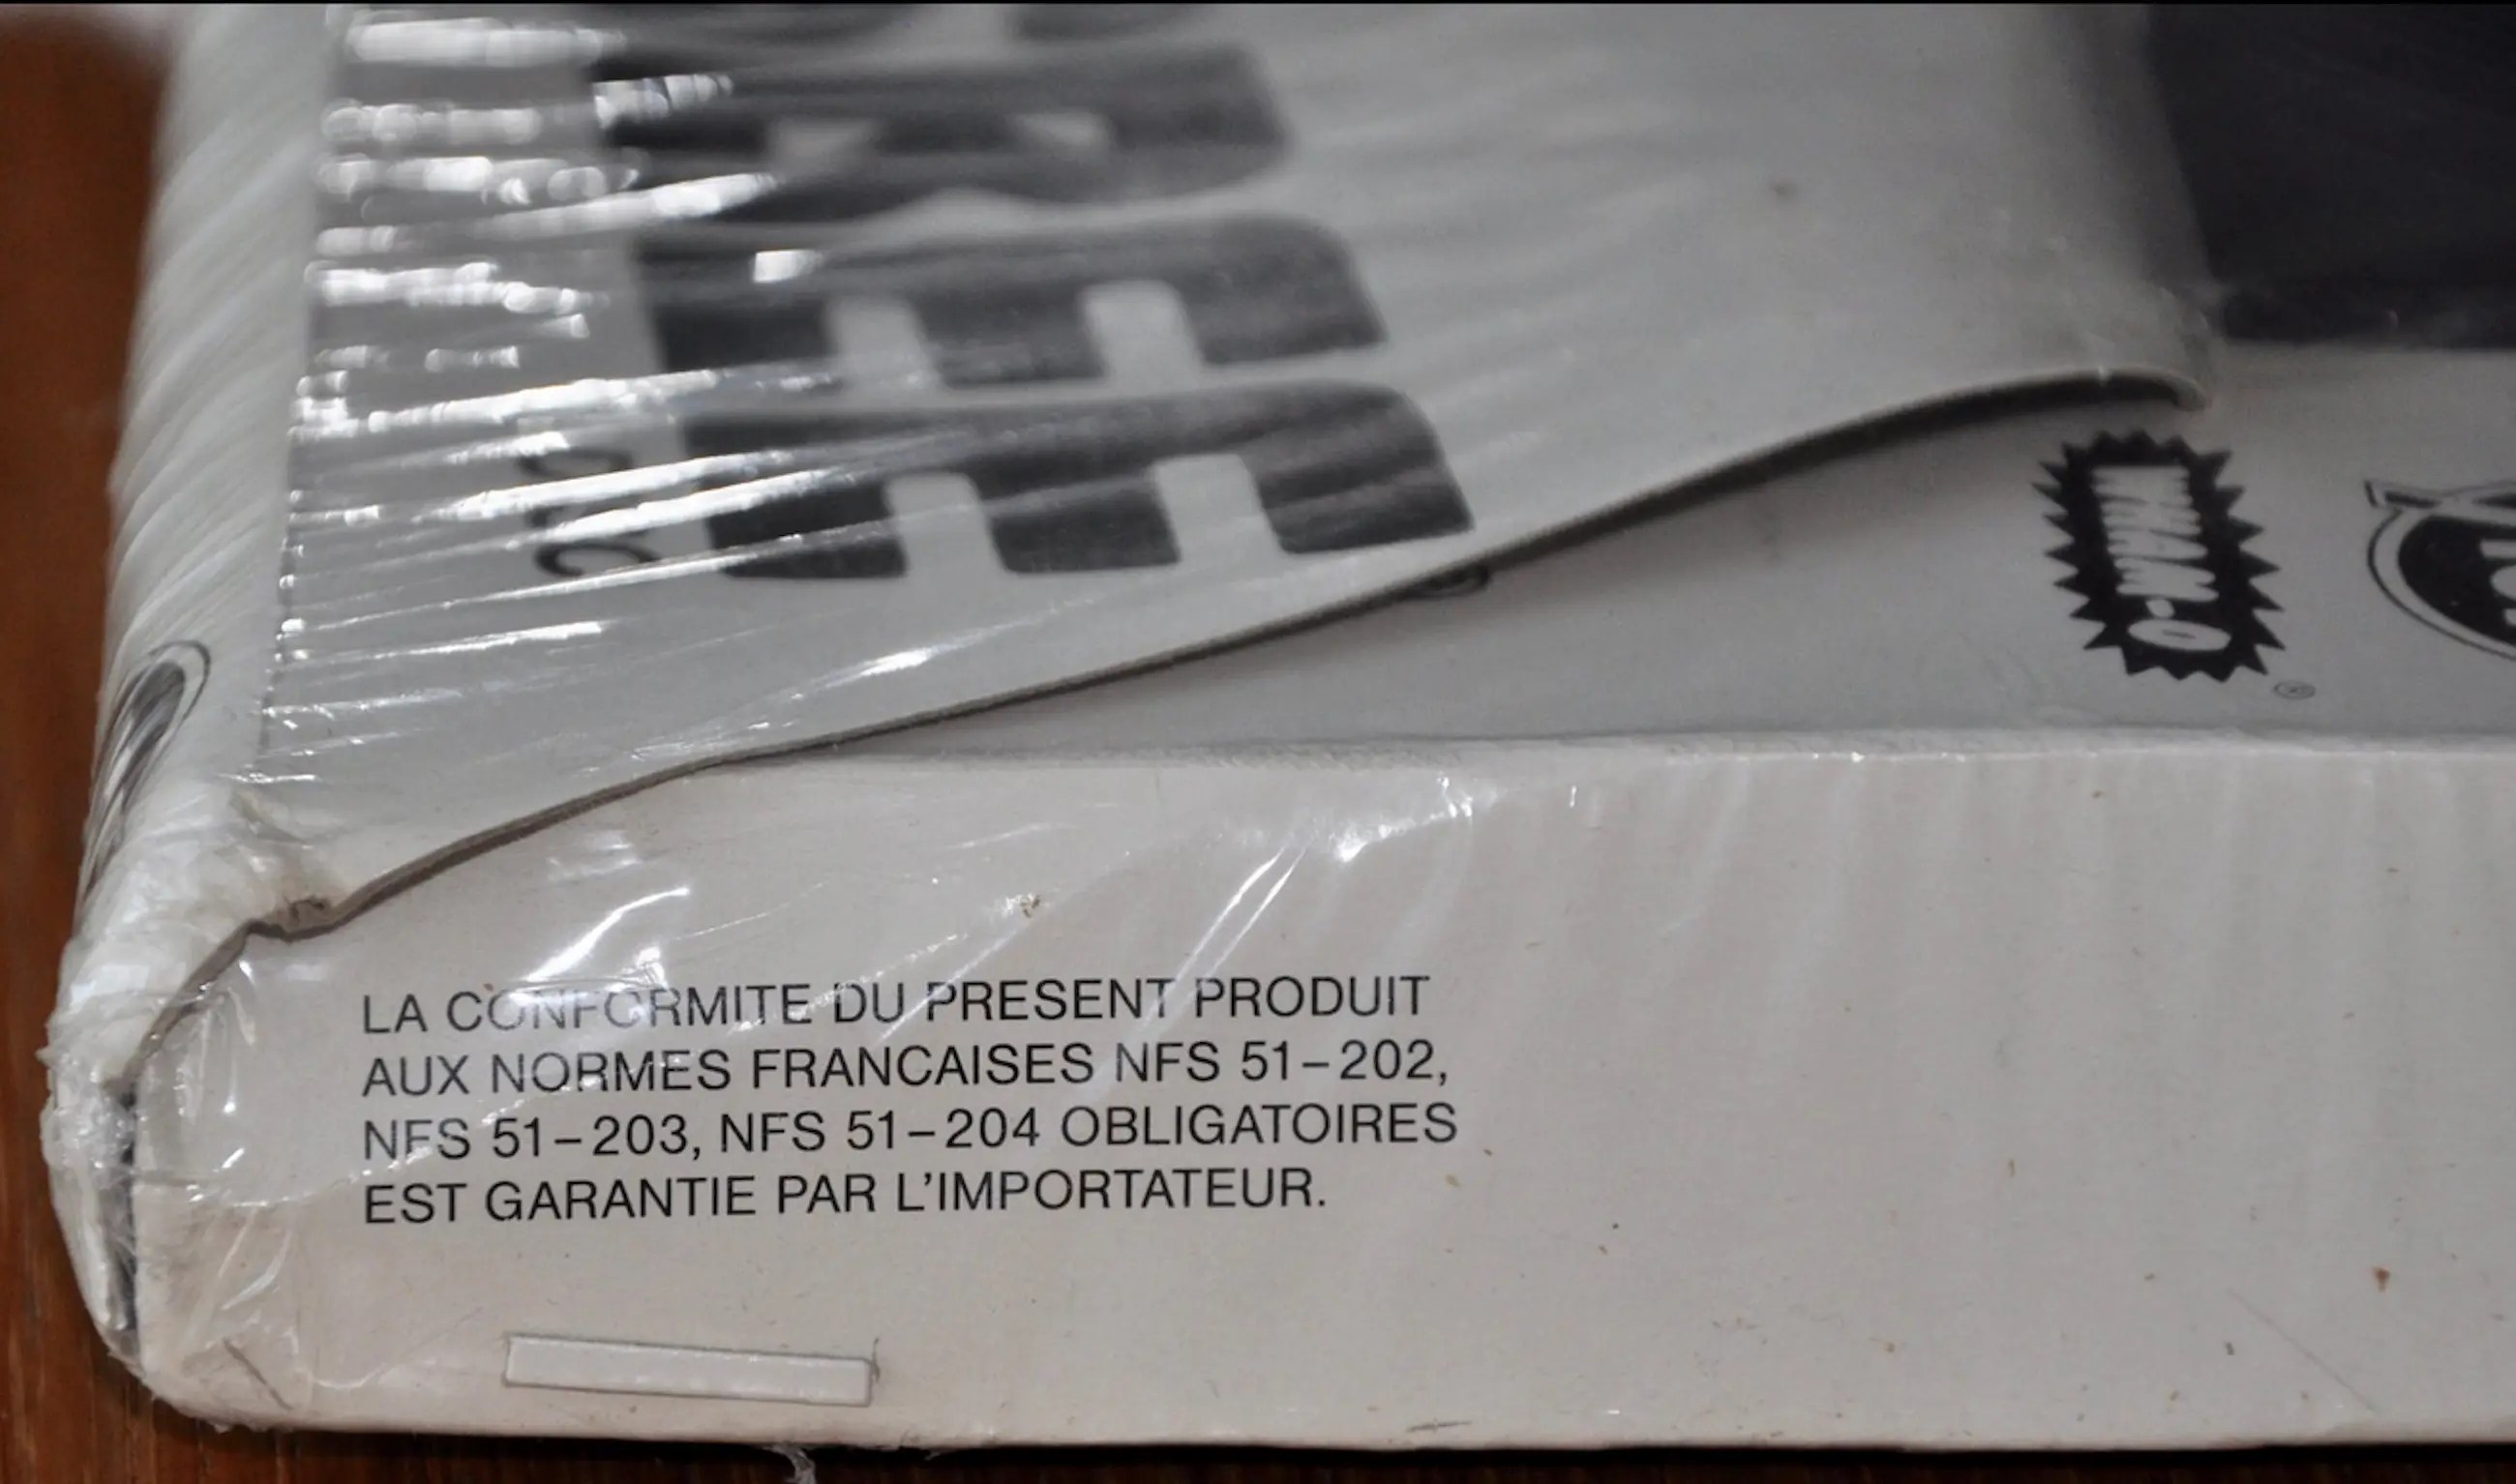 WHAM-O
®
LA CONFORMITE DU PRESENT PRODUIT
AUX NORMES FRANCAISES NFS 51–202,
NFS 51–203, NFS 51–204 OBLIGATOIRES
EST GARANTIE PAR L'IMPORTATEUR.